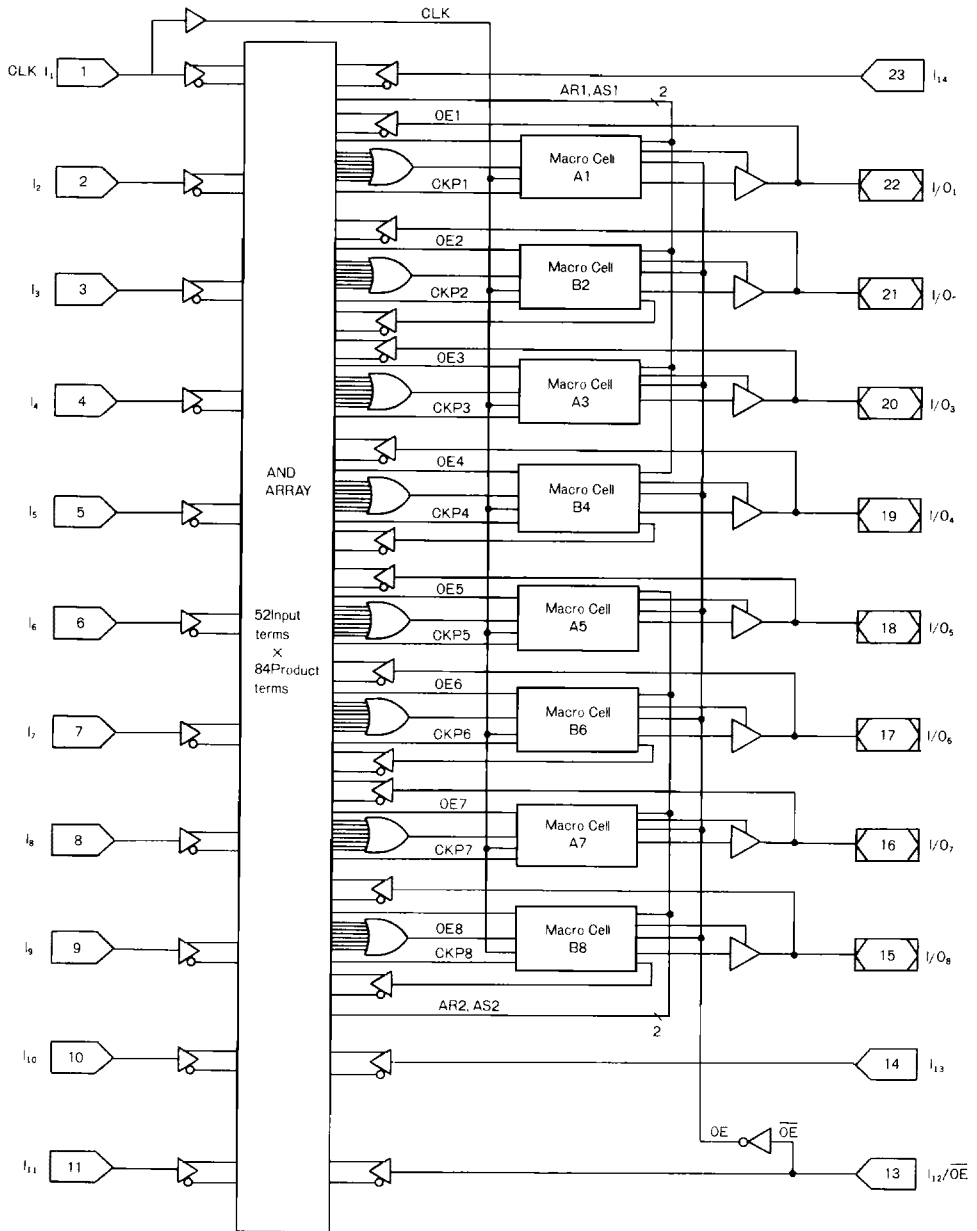 CLK
CLK I₁ 1
23 I₁₄
AR1, AS1 2
OE1
Macro Cell
A1
I₂ 2
CKP1
22 I/O₁
OE2
Macro Cell
B2
I₃ 3
CKP2
21
OE3
Macro Cell
A3
I₄ 4
CKP3
20 I/O₃
OE4
AND
ARRAY
Macro Cell
B4
I₅ 5
CKP4
19 I/O₄
OE5
Macro Cell
A5
52Input
terms
×
84Product
terms
I₆ 6
CKP5
18 I/O₅
OE6
Macro Cell
B6
I₇ 7
CKP6
17 I/O₆
OE7
Macro Cell
A7
I₈ 8
CKP7
16 I/O₇
Macro Cell
B8
OE8
I₉ 9
CKP8
15 I/O₈
AR2, AS2
2
I₁₀ 10
14 I₁₃
OE O̅E̅
I₁₁ 11
13 I₁₂/O̅E̅